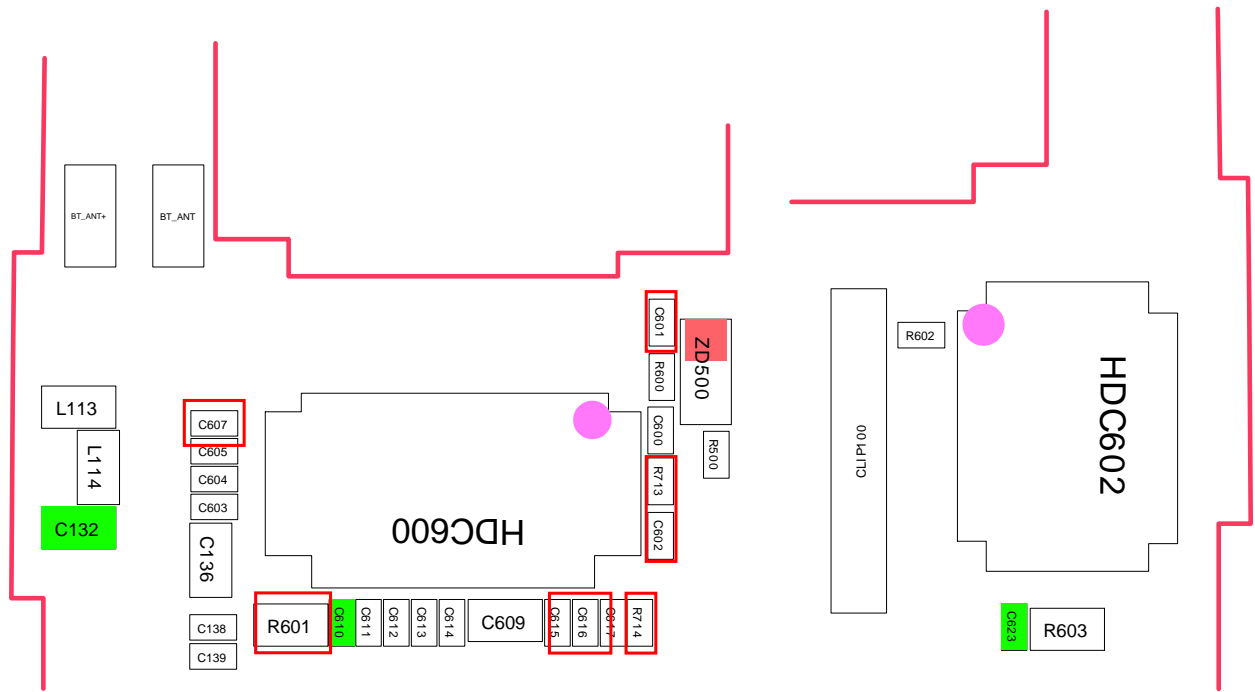 BT_ANT+
BT_ANT
C601
ZD500
R600
C600
R500
R713
C602
L113
L114
C132
C607
C605
C604
C603
C136
C138
C139
HDC600
R601
C610
C611
C612
C613
C614
C609
C615
C616
C617
R714
CLIP100
R602
HDC602
C623
R603